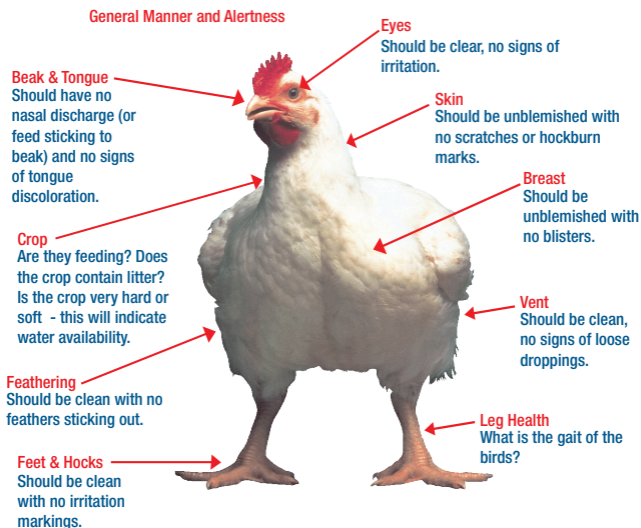 General Manner and Alertness
Eyes
Should be clear, no signs of
irritation.
Beak & Tongue
Should have no
nasal discharge (or
feed sticking to
beak) and no signs
of tongue
discoloration.
Skin
Should be unblemished with
no scratches or hockburn
marks.
Breast
Should be
unblemished with
no blisters.
Crop
Are they feeding? Does
the crop contain litter?
Is the crop very hard or
soft - this will indicate
water availability.
Vent
Should be clean,
no signs of loose
droppings.
Feathering
Should be clean with no
feathers sticking out.
Leg Health
What is the gait of the
birds?
Feet & Hocks
Should be clean
with no irritation
markings.